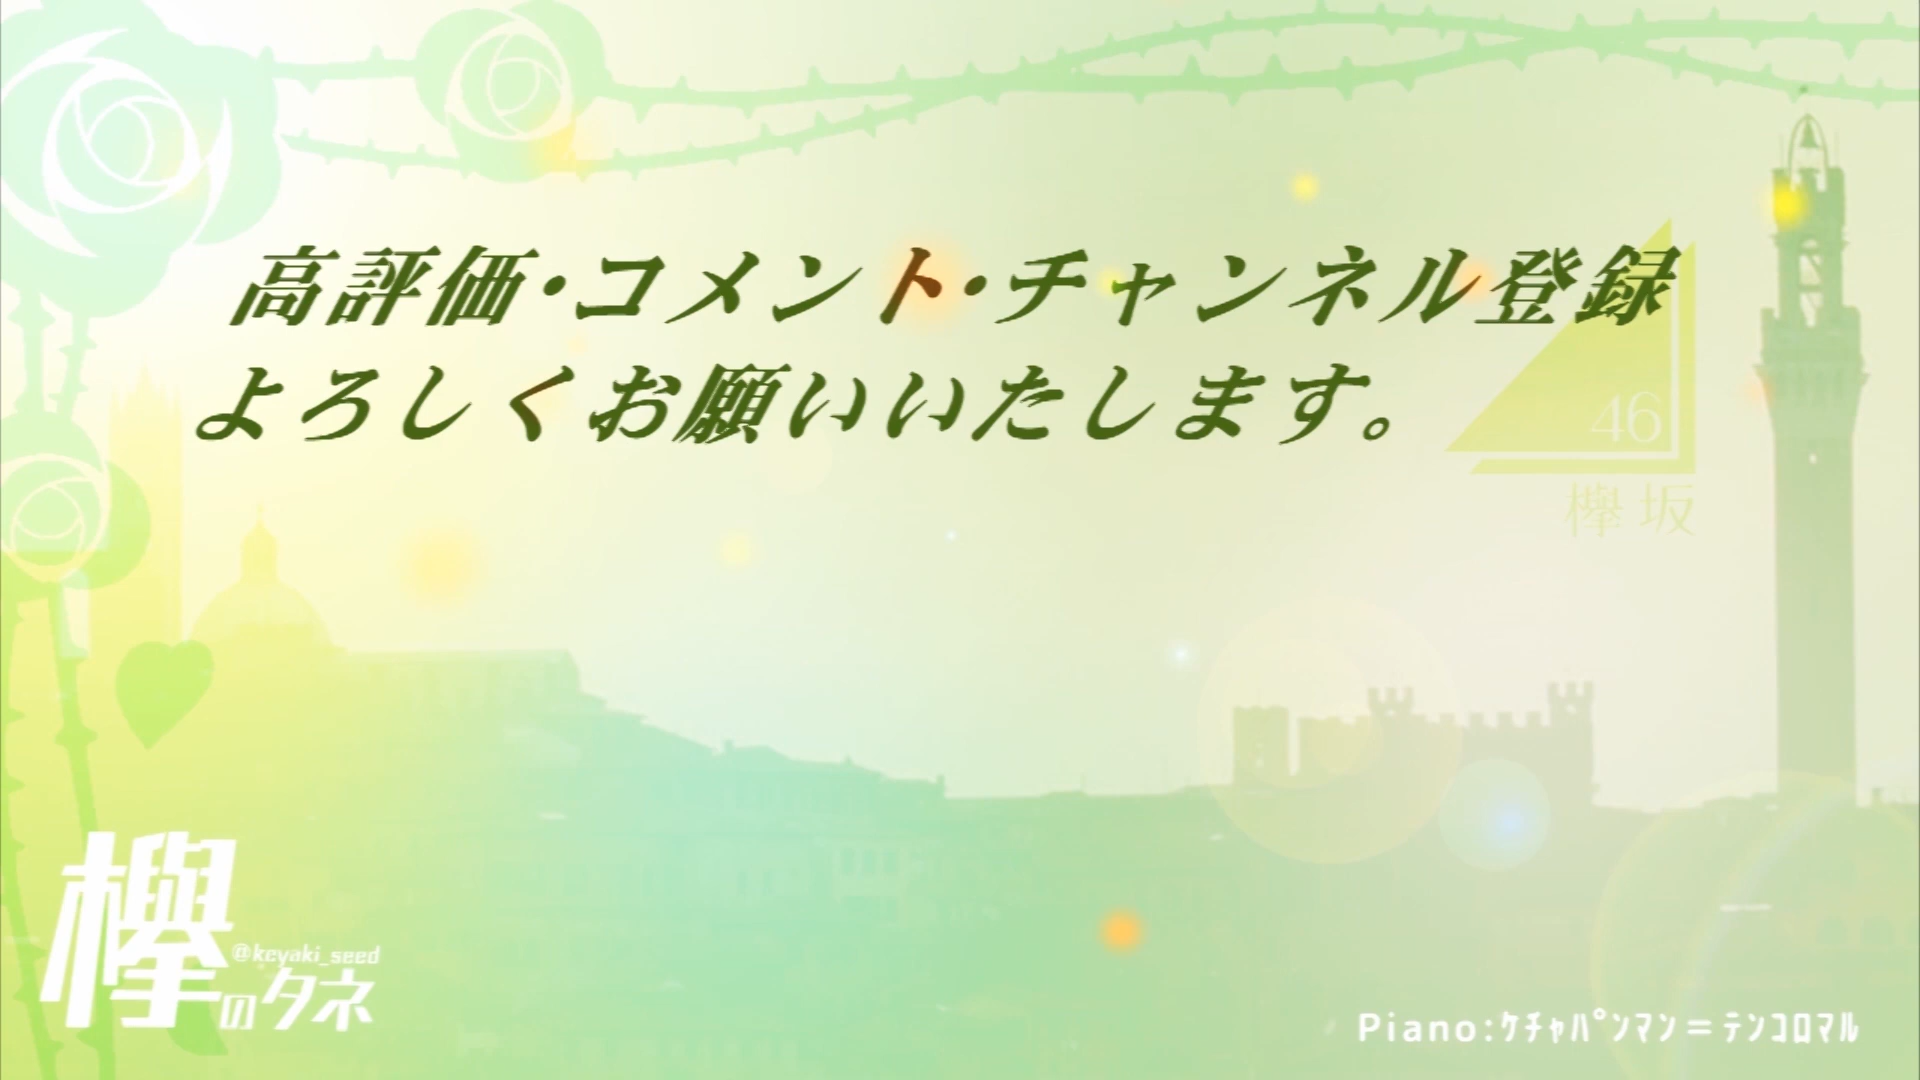 高評価・コメント・チャンネル登録
よろしくお願いいたします。
46
欅坂
欅のタネ
@keyaki_seed
Piano:ｹﾁｬﾊﾟﾝﾏﾝ＝ﾃﾝｺﾛﾏﾙ